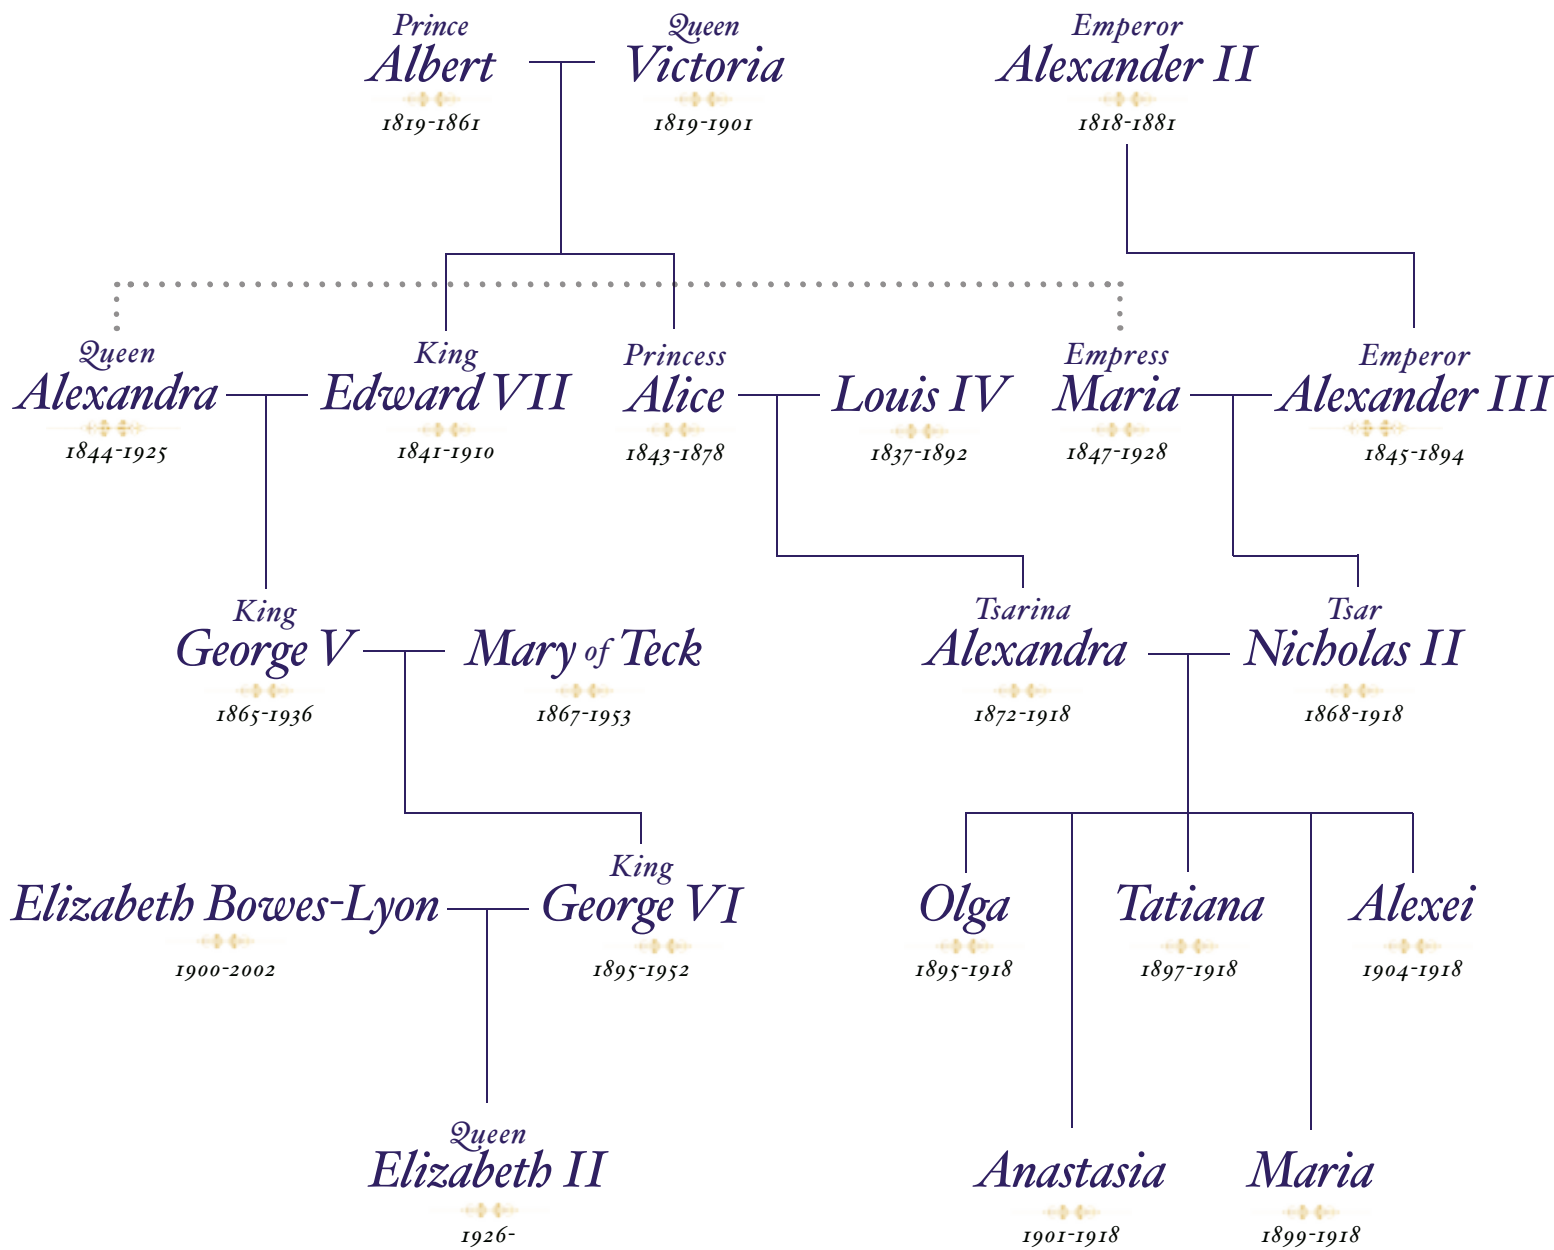 Prince
Albert
1819-1861
Queen
Victoria
1819-1901
Emperor
Alexander II
1818-1881
Queen
Alexandra
1844-1925
King
Edward VII
1841-1910
Princess
Alice
1843-1878
Louis IV
1837-1892
Empress
Maria
1847-1928
Emperor
Alexander III
1845-1894
King
George V
1865-1936
Mary of Teck
1867-1953
Tsarina
Alexandra
1872-1918
Tsar
Nicholas II
1868-1918
Elizabeth Bowes-Lyon
1900-2002
King
George VI
1895-1952
Olga
1895-1918
Tatiana
1897-1918
Alexei
1904-1918
Queen
Elizabeth II
1926-
Anastasia
1901-1918
Maria
1899-1918